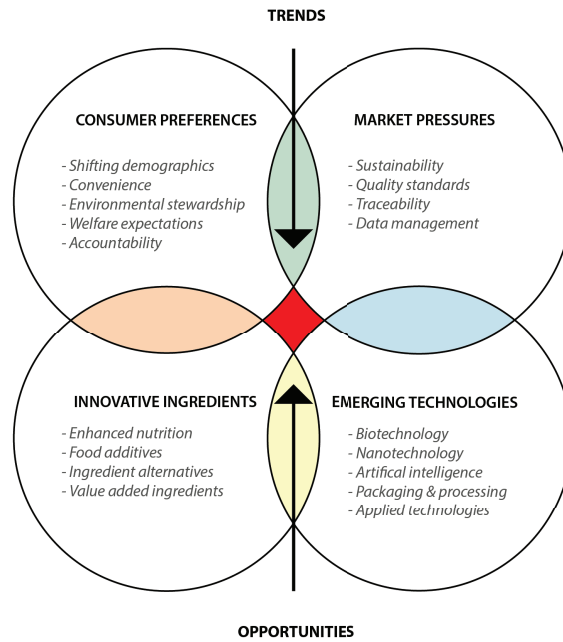 TRENDS
CONSUMER PREFERENCES
- Shifting demographics
- Convenience
- Environmental stewardship
- Welfare expectations
- Accountability
MARKET PRESSURES
- Sustainability
- Quality standards
- Traceability
- Data management
INNOVATIVE INGREDIENTS
- Enhanced nutrition
- Food additives
- Ingredient alternatives
- Value added ingredients
EMERGING TECHNOLOGIES
- Biotechnology
- Nanotechnology
- Artifical intelligence
- Packaging & processing
- Applied technologies
OPPORTUNITIES